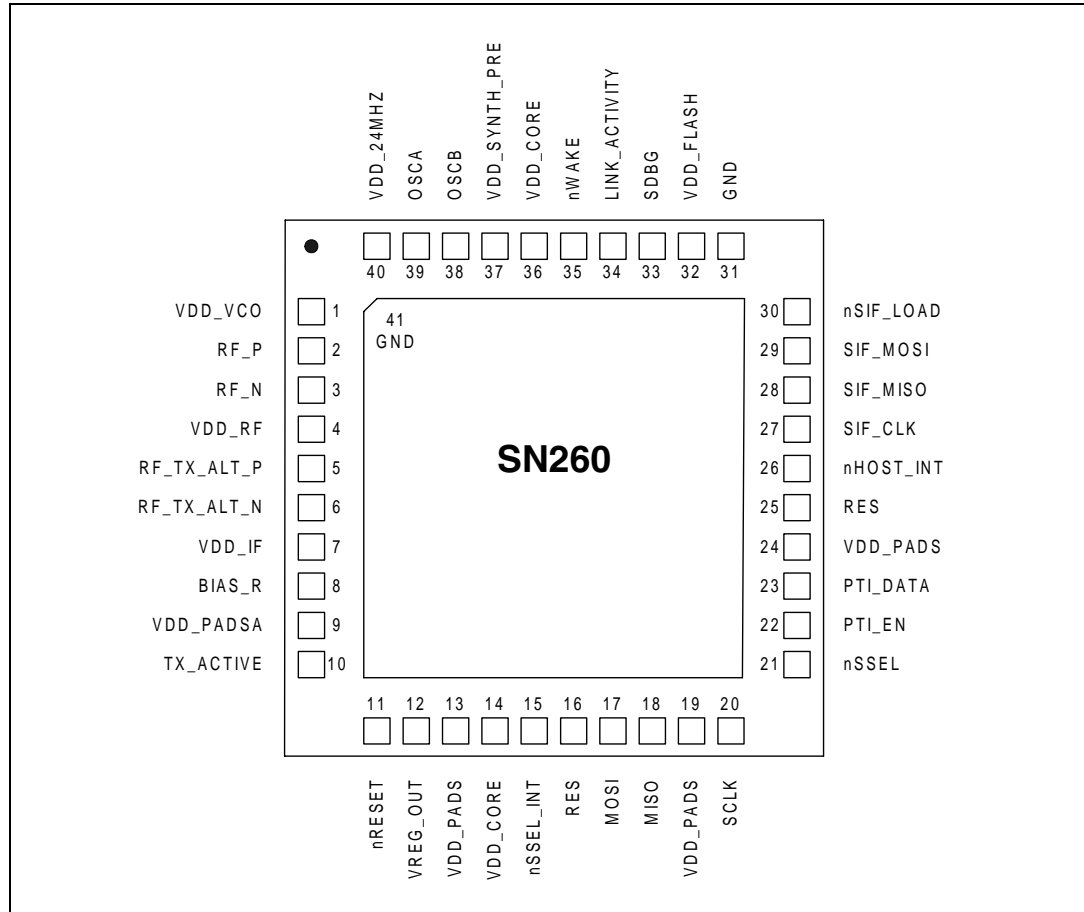 VDD_24MHZ
OSCA
OSCB
VDD_SYNTH_PRE
VDD_CORE
nWAKE
LINK_ACTIVITY
SDBG
VDD_FLASH
GND
40 39 38 37 36 35 34 33 32 31
VDD_VCO 1
RF_P 2
RF_N 3
VDD_RF 4
RF_TX_ALT_P 5
RF_TX_ALT_N 6
VDD_IF 7
BIAS_R 8
VDD_PADSA 9
TX_ACTIVE 10
41
GND
SN260
30 nSIF_LOAD
29 SIF_MOSI
28 SIF_MISO
27 SIF_CLK
26 nHOST_INT
25 RES
24 VDD_PADS
23 PTI_DATA
22 PTI_EN
21 nSSEL
11 12 13 14 15 16 17 18 19 20
nRESET
VREG_OUT
VDD_PADS
VDD_CORE
nSSEL_INT
RES
MOSI
MISO
VDD_PADS
SCLK